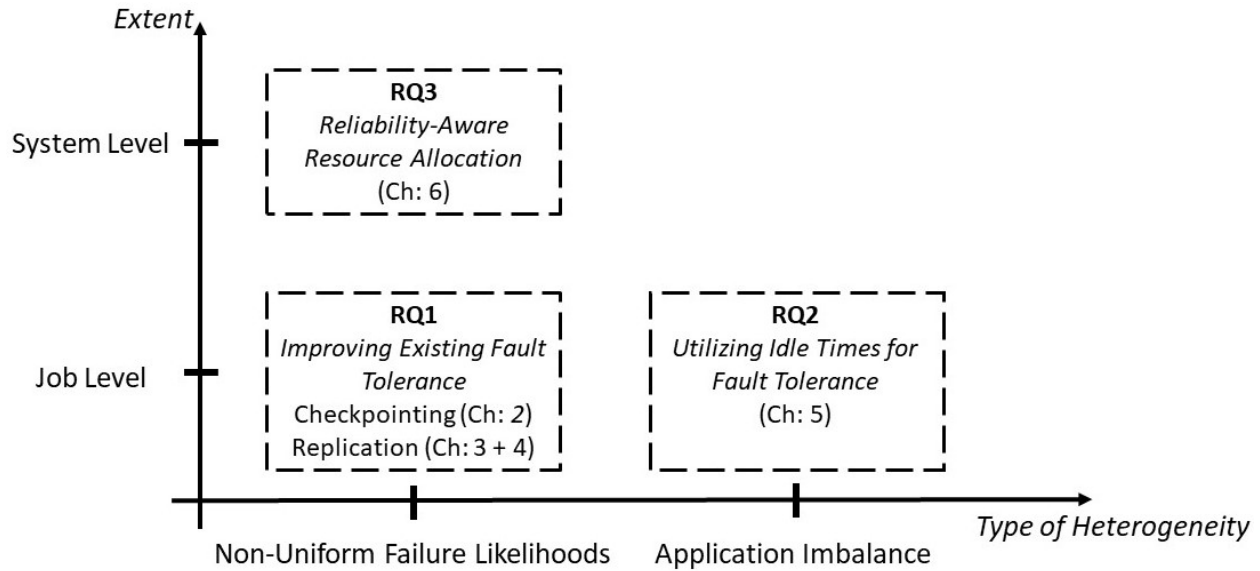 Extent
System Level
RQ3
Reliability-Aware
Resource Allocation
(Ch: 6)
Job Level
RQ1
Improving Existing Fault
Tolerance
Checkpointing (Ch: 2)
Replication (Ch: 3 + 4)
RQ2
Utilizing Idle Times for
Fault Tolerance
(Ch: 5)
Type of Heterogeneity
Non-Uniform Failure Likelihoods
Application Imbalance